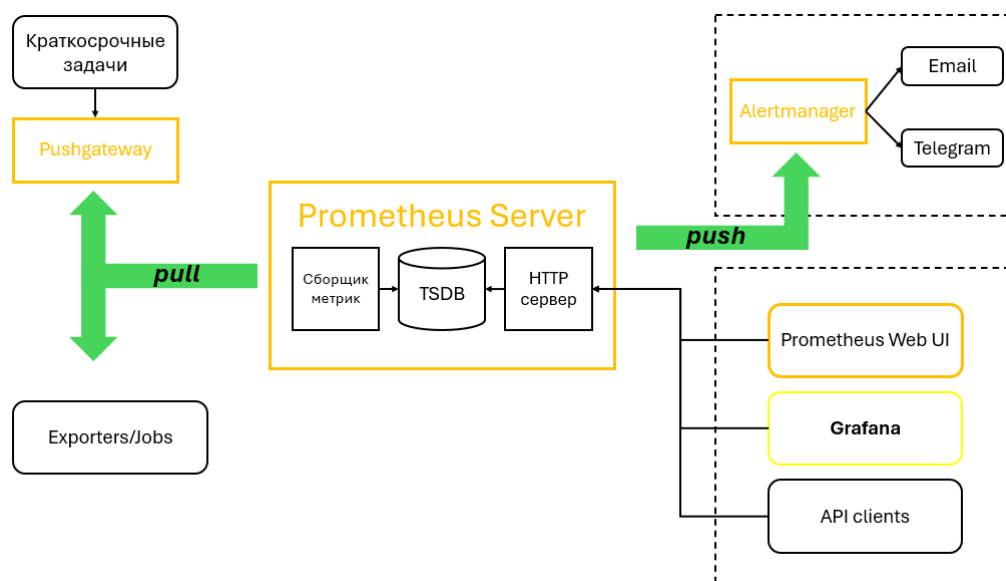 Краткосрочные
задачи
Pushgateway
pull
Exporters/Jobs
Prometheus Server
Сборщик
метрик
TSDB
HTTP
сервер
push
Alertmanager
Email
Telegram
Prometheus Web UI
Grafana
API clients